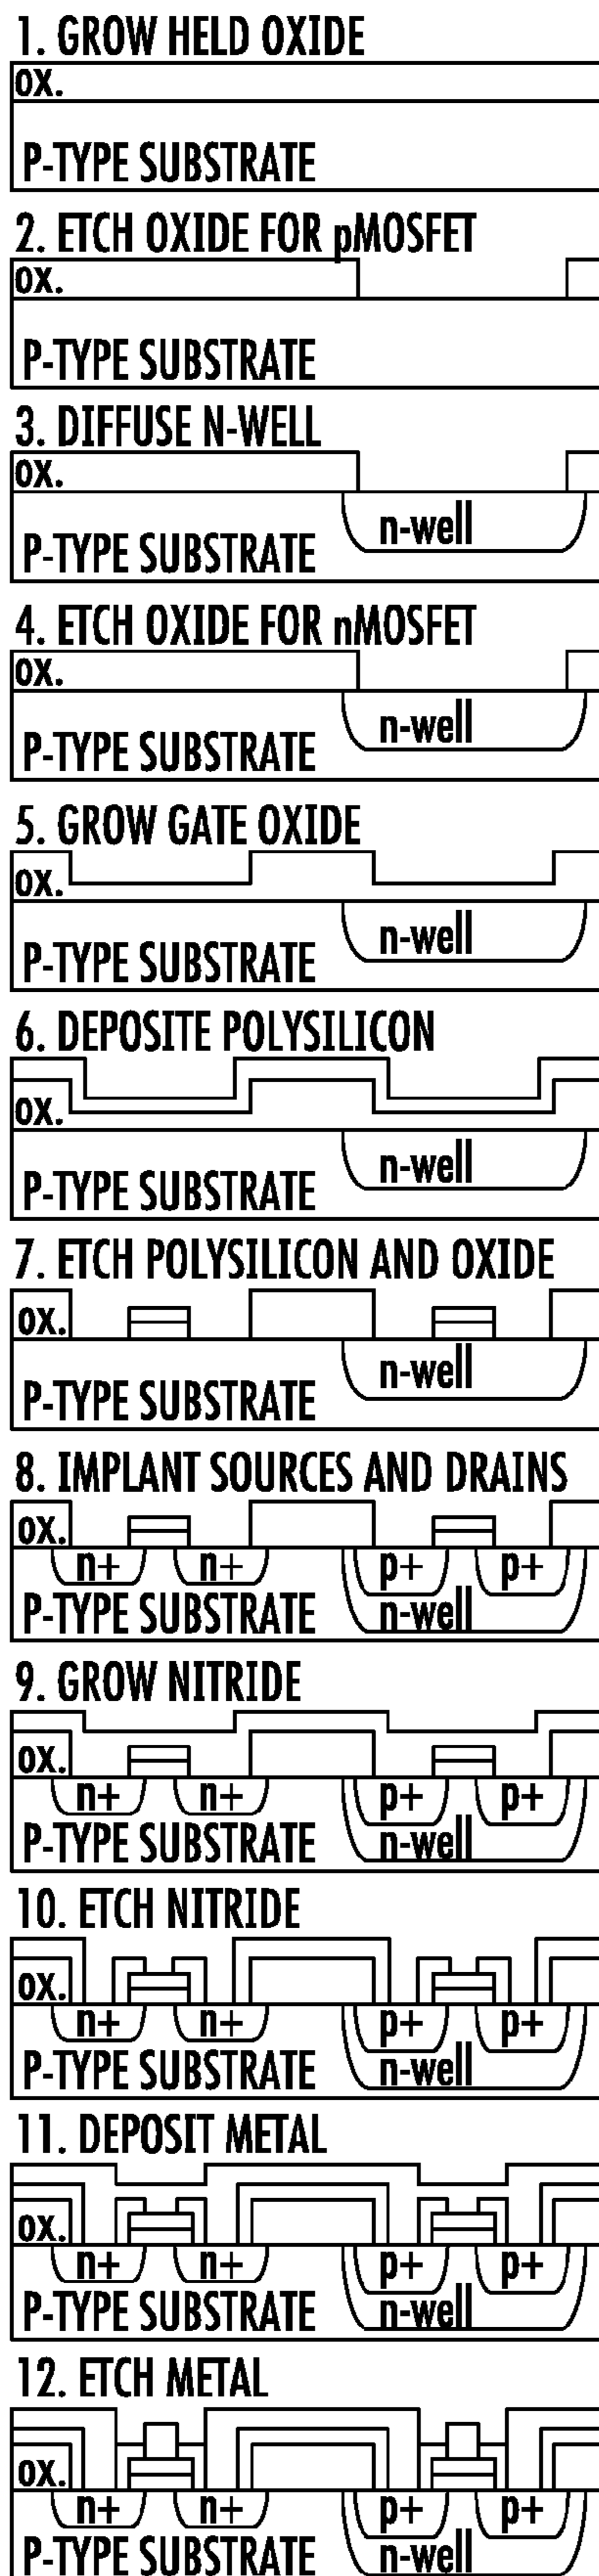 1. GROW HELD OXIDE
OX.
P-TYPE SUBSTRATE
2. ETCH OXIDE FOR pMOSFET
OX.
P-TYPE SUBSTRATE
3. DIFFUSE N-WELL
OX.
n-well
P-TYPE SUBSTRATE
4. ETCH OXIDE FOR nMOSFET
OX.
n-well
P-TYPE SUBSTRATE
5. GROW GATE OXIDE
OX.
n-well
P-TYPE SUBSTRATE
6. DEPOSITE POLYSILICON
OX.
n-well
P-TYPE SUBSTRATE
7. ETCH POLYSILICON AND OXIDE
OX.
n-well
P-TYPE SUBSTRATE
8. IMPLANT SOURCES AND DRAINS
OX.
n+ n+ p+ p+
P-TYPE SUBSTRATE n-well
9. GROW NITRIDE
OX.
n+ n+ p+ p+
P-TYPE SUBSTRATE n-well
10. ETCH NITRIDE
OX.
n+ n+ p+ p+
P-TYPE SUBSTRATE n-well
11. DEPOSIT METAL
OX.
n+ n+ p+ p+
P-TYPE SUBSTRATE n-well
12. ETCH METAL
OX.
n+ n+ p+ p+
P-TYPE SUBSTRATE n-well